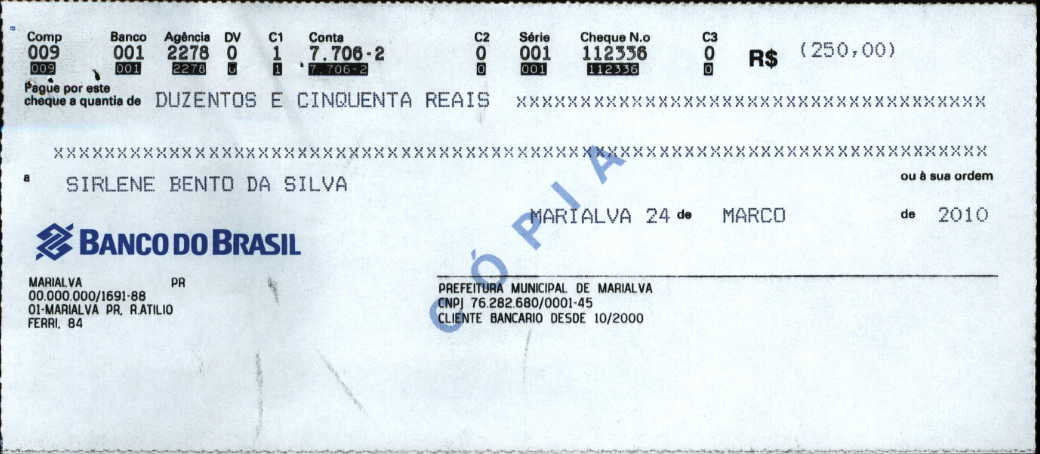 Comp Banco Agência DV C1 Conta C2 Série Cheque N.o C3
009 001 2278 0 1 7.706-2 0 001 112336 0 R$ (250,00)
009 001 2278 0 1 7.706-2 0 001 112336 0
Pague por este
cheque a quantia de DUZENTOS E CINQUENTA REAIS xxxxxxxxxxxxxxxxxxxxxxxxxxxxxxxxxxxx
xxxxxxxxxxxxxxxxxxxxxxxxxxxxxxxxxxxxxxxxxxxxxxxxxxxxxxxxxxxxxxxxxxxxxxxxx
a SIRLENE BENTO DA SILVA ou à sua ordem
MARIALVA 24 de MARCO de 2010
CÓPIA
BANCO DO BRASIL
MARIALVA PR
00.000.000/1691-88
01-MARIALVA PR, R.ATILIO
FERRI, 84
PREFEITURA MUNICIPAL DE MARIALVA
CNPJ 76.282.680/0001-45
CLIENTE BANCARIO DESDE 10/2000